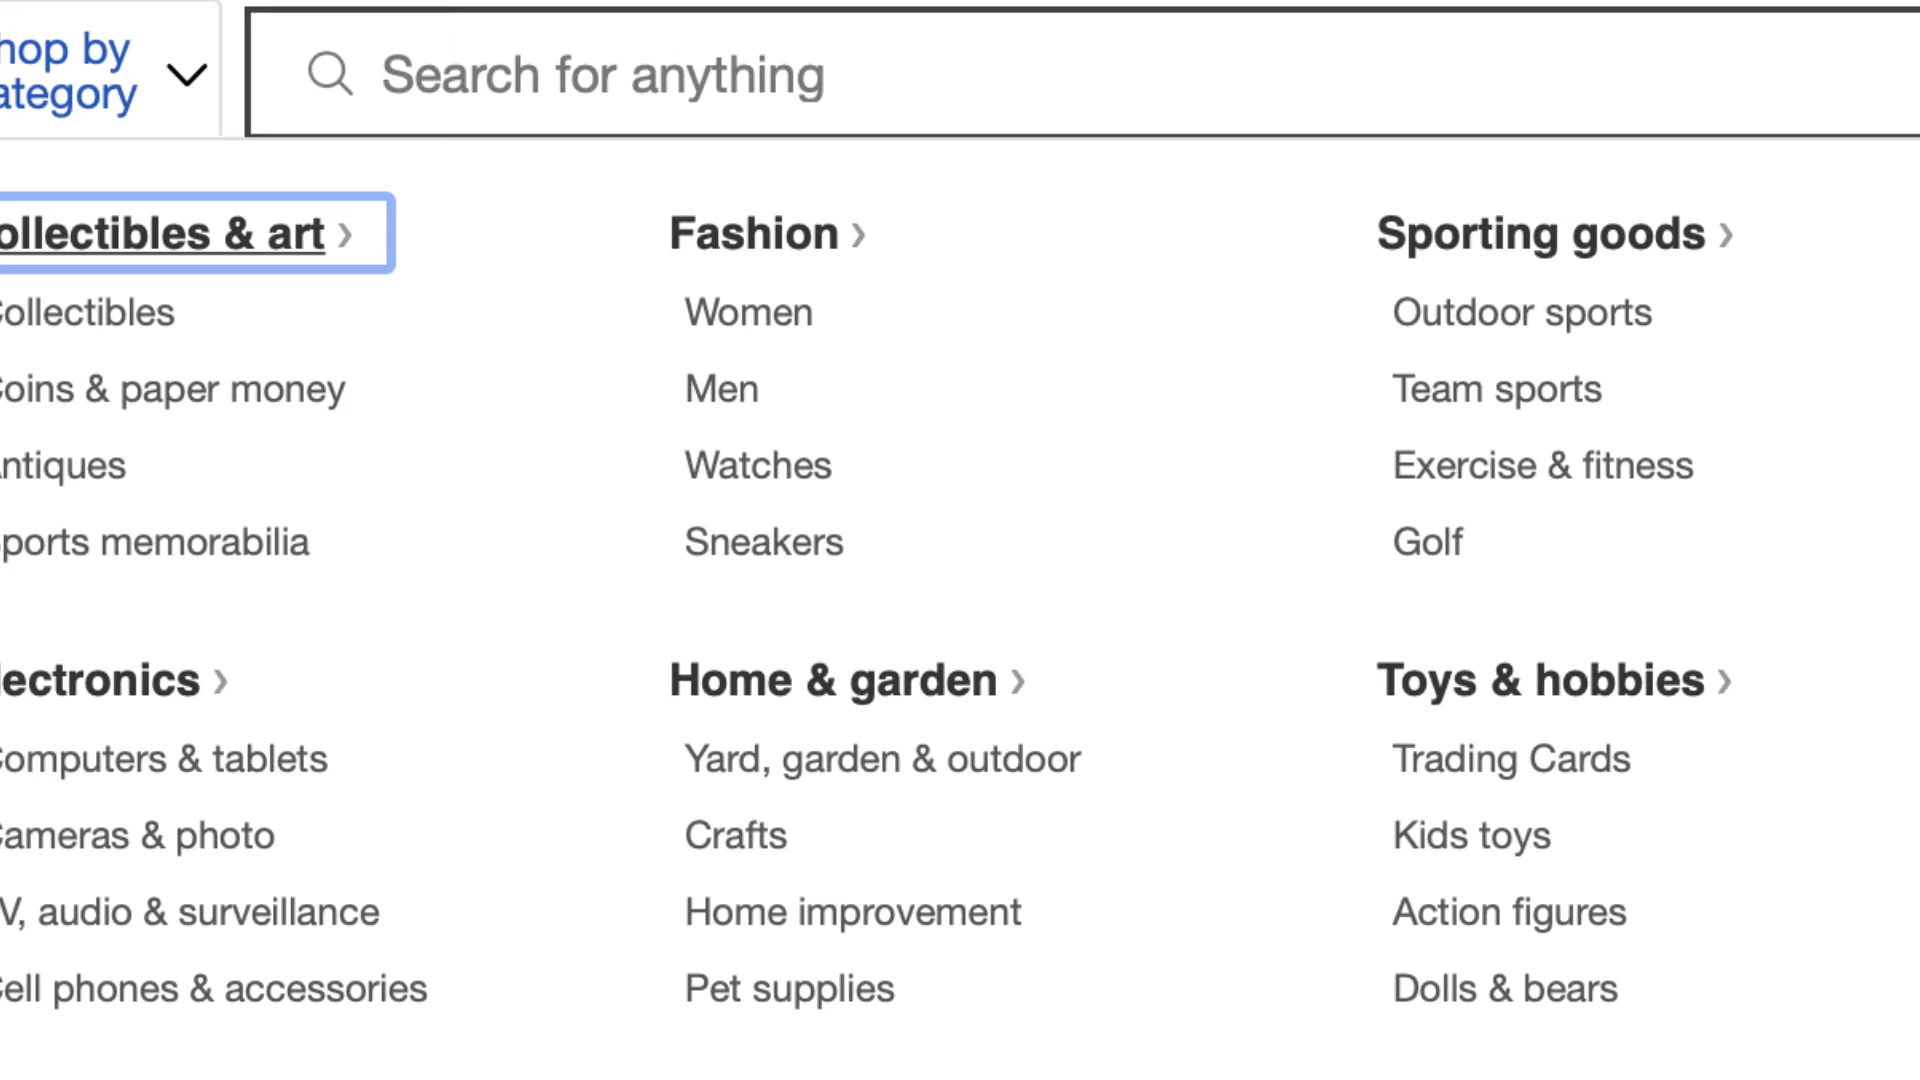 hop by
ategory
Search for anything
ollectibles & art
Fashion
Sporting goods
ollectibles
Women
Outdoor sports
oins & paper money
Men
Team sports
ntiques
Watches
Exercise & fitness
ports memorabilia
Sneakers
Golf
lectronics
Home & garden
Toys & hobbies
omputers & tablets
Yard, garden & outdoor
Trading Cards
ameras & photo
Crafts
Kids toys
V, audio & surveillance
Home improvement
Action figures
ell phones & accessories
Pet supplies
Dolls & bears